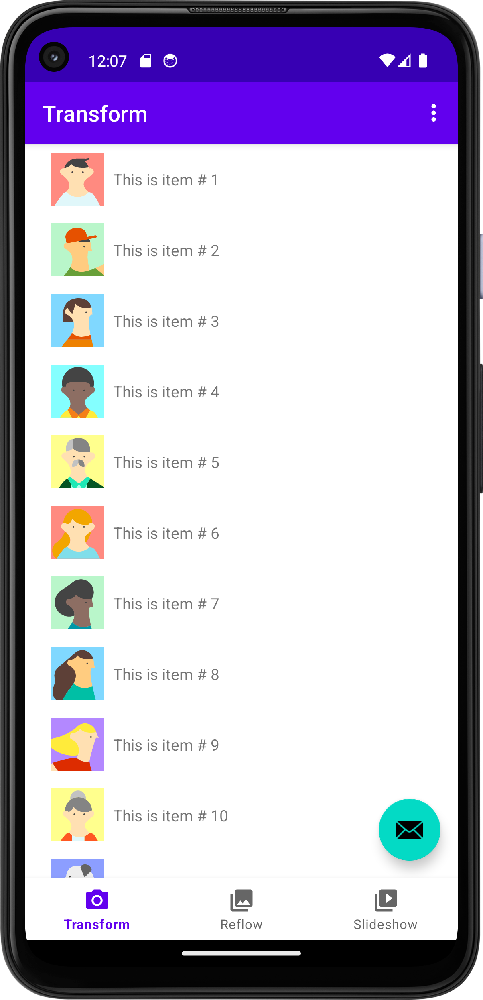 12:07
Transform
This is item # 1
This is item # 2
This is item # 3
This is item # 4
This is item # 5
This is item # 6
This is item # 7
This is item # 8
This is item # 9
This is item # 10
Transform Reflow Slideshow